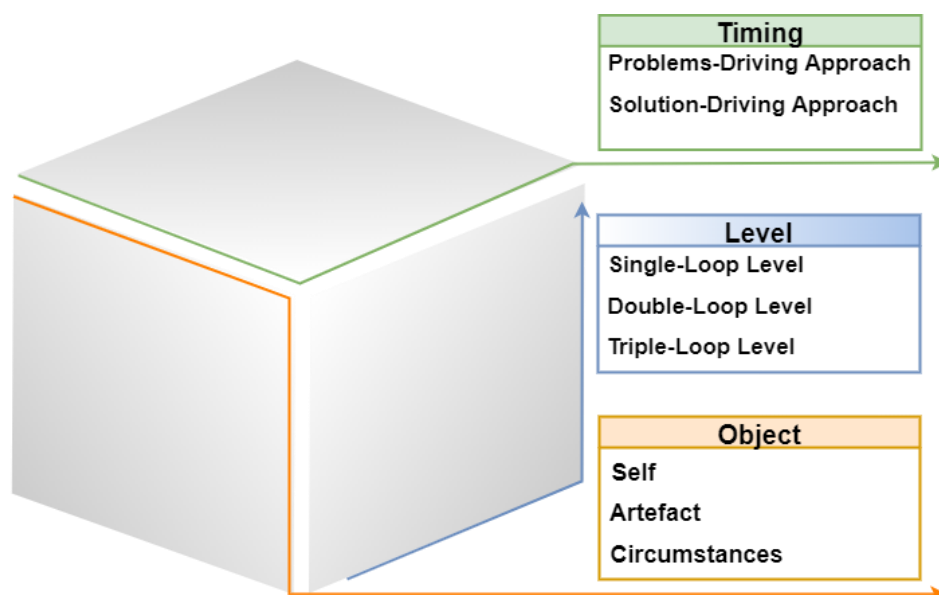 Timing
Problems-Driving Approach
Solution-Driving Approach
Level
Single-Loop Level
Double-Loop Level
Triple-Loop Level
Object
Self
Artefact
Circumstances